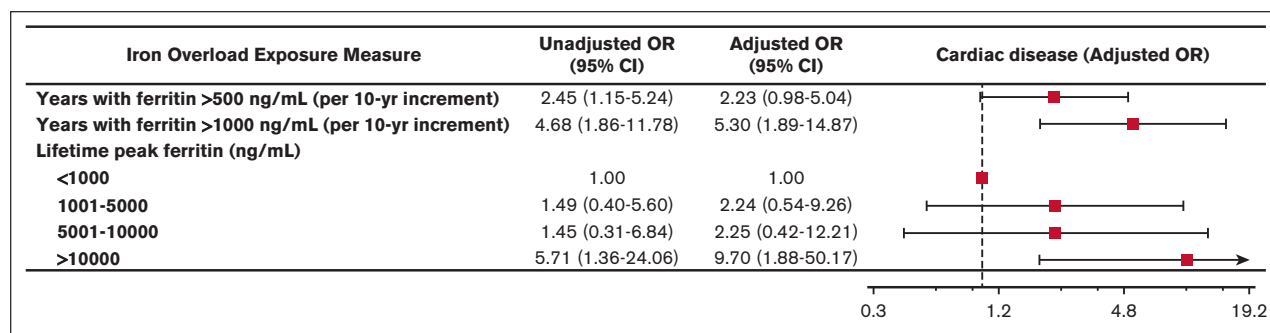 Iron Overload Exposure Measure Unadjusted OR (95% CI) Adjusted OR (95% CI) Cardiac disease (Adjusted OR)
Years with ferritin >500 ng/mL (per 10-yr increment) 2.45 (1.15-5.24) 2.23 (0.98-5.04)
Years with ferritin >1000 ng/mL (per 10-yr increment) 4.68 (1.86-11.78) 5.30 (1.89-14.87)
Lifetime peak ferritin (ng/mL)
<1000 1.00 1.00
1001-5000 1.49 (0.40-5.60) 2.24 (0.54-9.26)
5001-10000 1.45 (0.31-6.84) 2.25 (0.42-12.21)
>10000 5.71 (1.36-24.06) 9.70 (1.88-50.17)
0.3 1.2 4.8 19.2